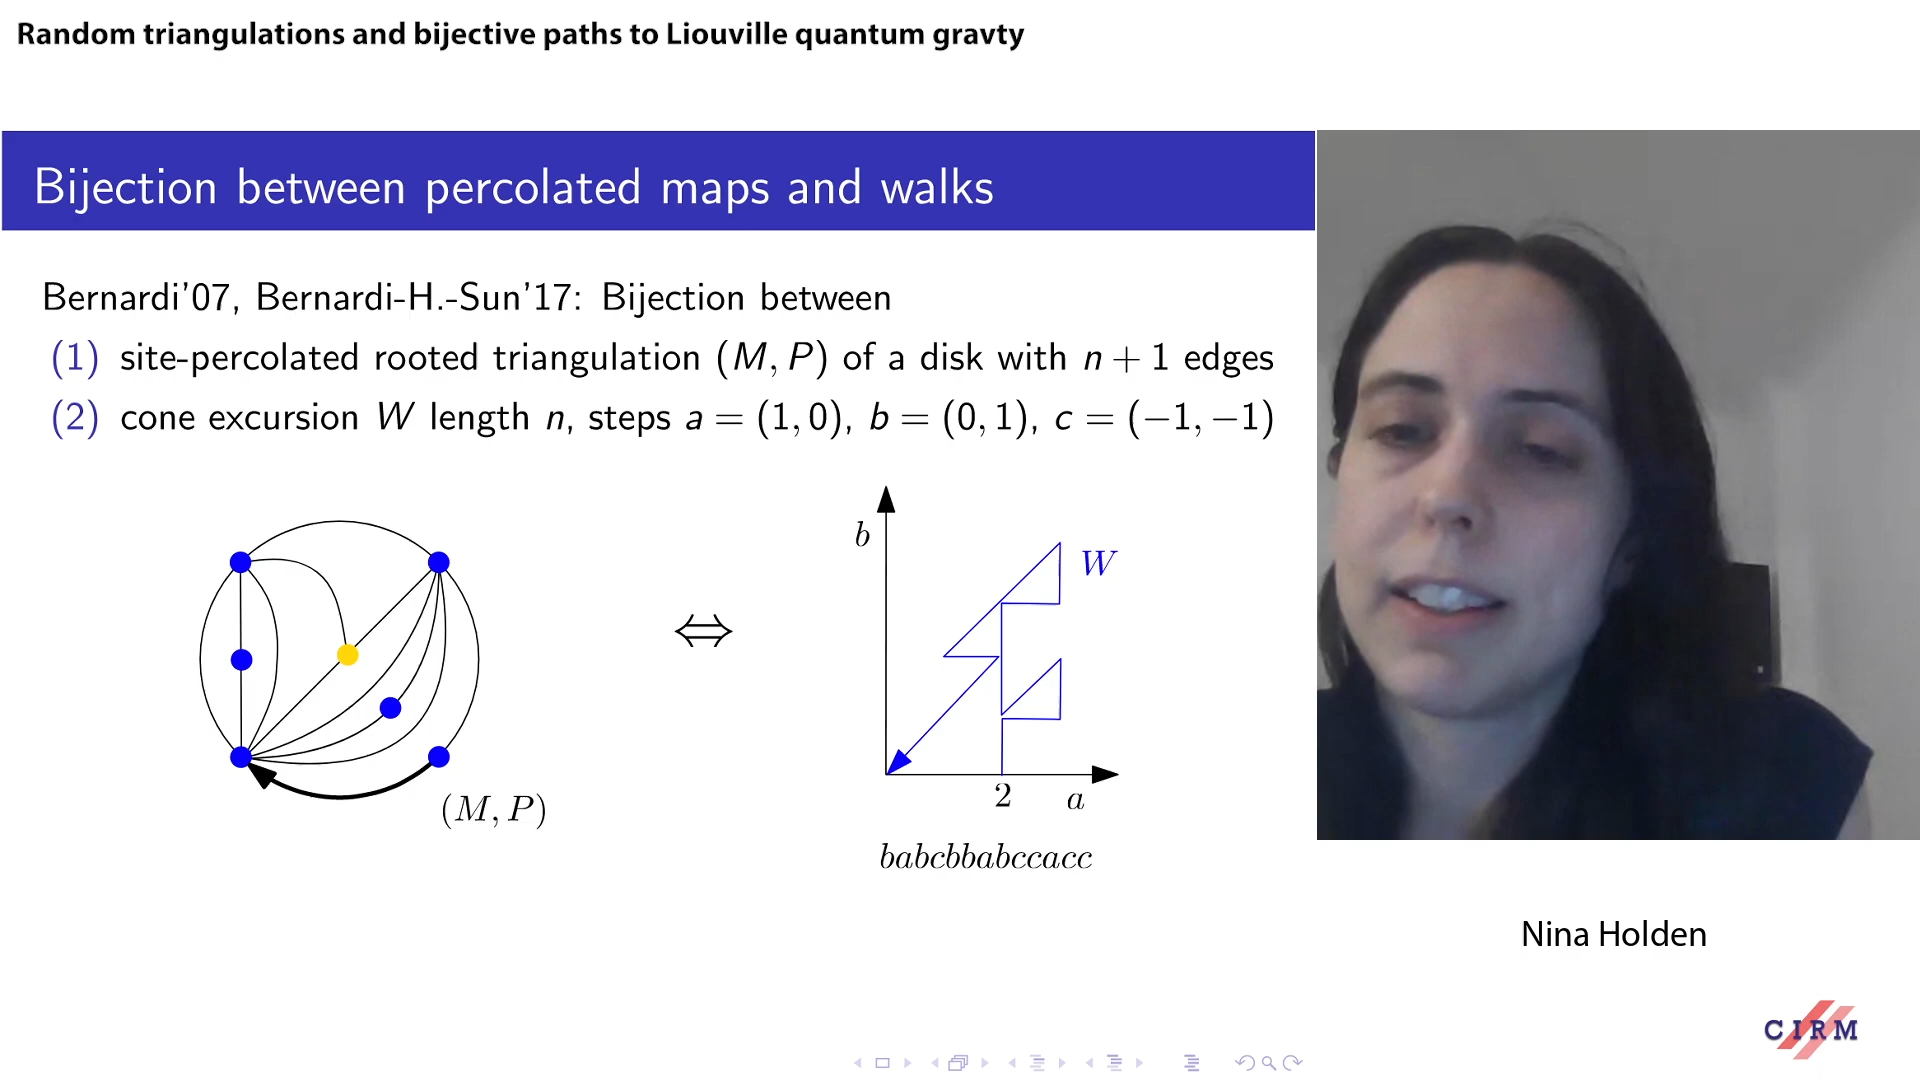 Random triangulations and bijective paths to Liouville quantum gravty
Bijection between percolated maps and walks
Bernardi'07, Bernardi-H.-Sun'17: Bijection between
(1) site-percolated rooted triangulation (M, P) of a disk with n + 1 edges
(2) cone excursion W length n, steps a = (1, 0), b = (0, 1), c = (−1, −1)
b
W
⇔
2
a
(M, P)
babcbbabccacc
Nina Holden
CIRM